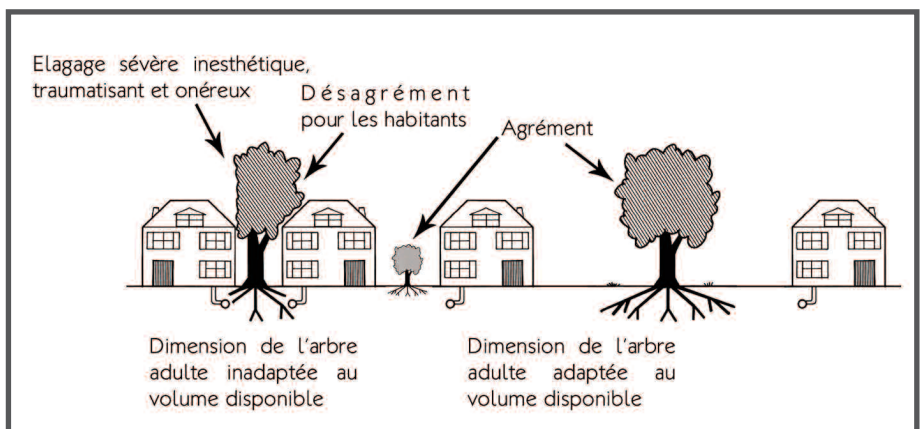 Elagage sévère inesthétique,
traumatisant et onéreux
Désagrément
pour les habitants
Agrément
Dimension de l'arbre
adulte inadaptée au
volume disponible
Dimension de l'arbre
adulte adaptée au
volume disponible